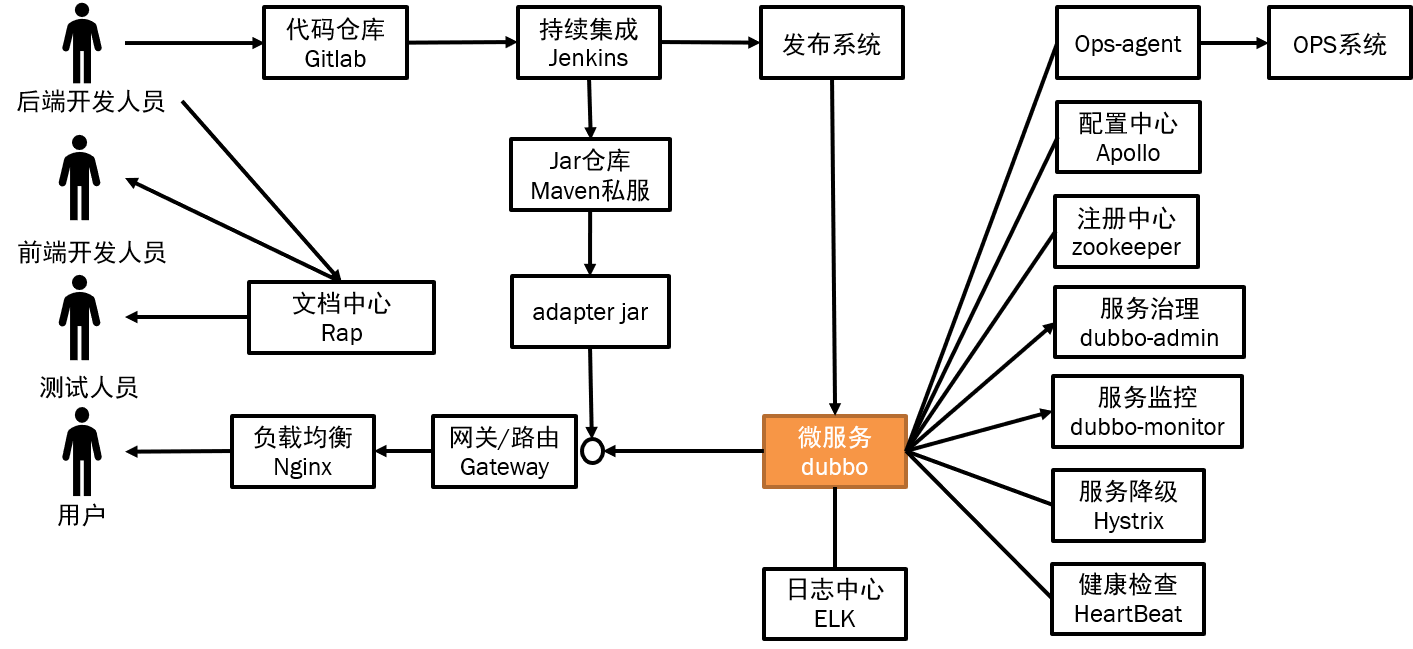 代码仓库
Gitlab
持续集成
Jenkins
发布系统
Ops-agent
OPS系统
后端开发人员
配置中心
Apollo
Jar仓库
Maven私服
前端开发人员
注册中心
zookeeper
文档中心
Rap
adapter jar
服务治理
dubbo-admin
测试人员
服务监控
dubbo-monitor
负载均衡
Nginx
网关/路由
Gateway
微服务
dubbo
用户
服务降级
Hystrix
日志中心
ELK
健康检查
HeartBeat